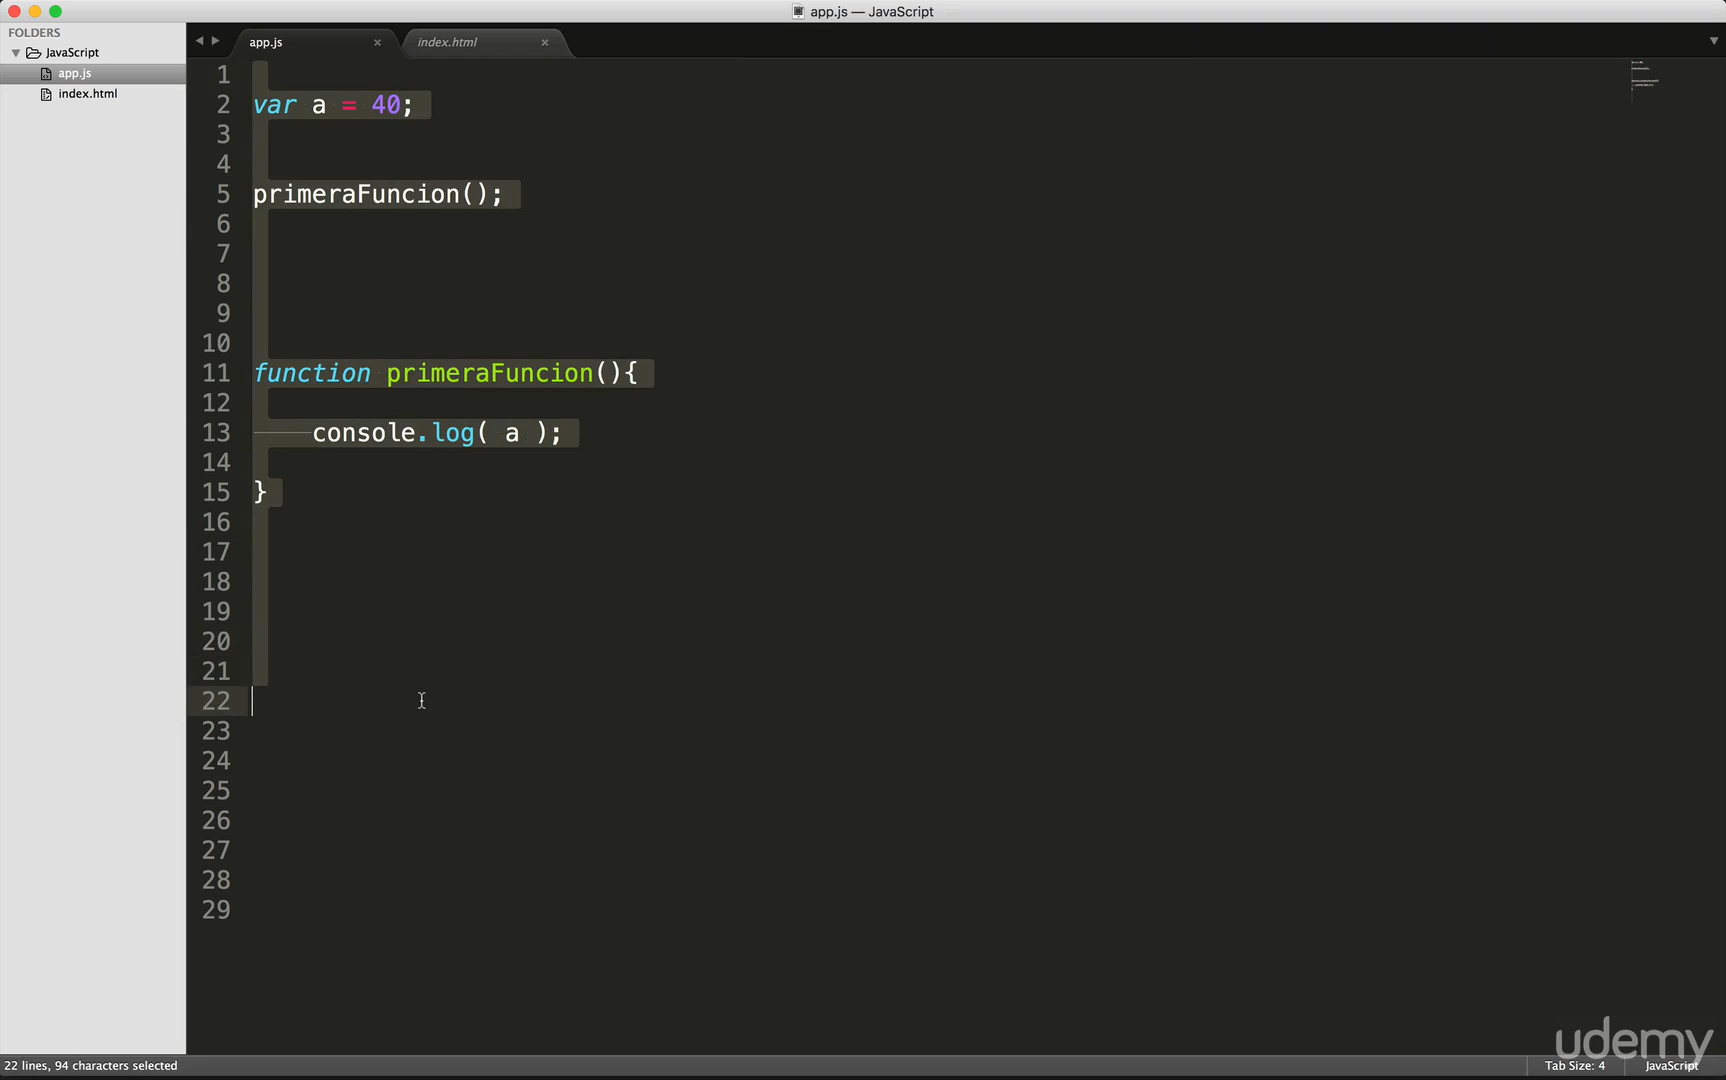 app.js — JavaScript
FOLDERS
JavaScript
app.js
index.html
app.js ×
index.html ×
1
2 var a = 40;
3
4
5 primeraFuncion();
6
7
8
9
10
11 function primeraFuncion(){
12
13 console.log( a );
14
15 }
16
17
18
19
20
21
22
23
24
25
26
27
28
29
udemy
22 lines, 94 characters selected
Tab Size: 4
JavaScript